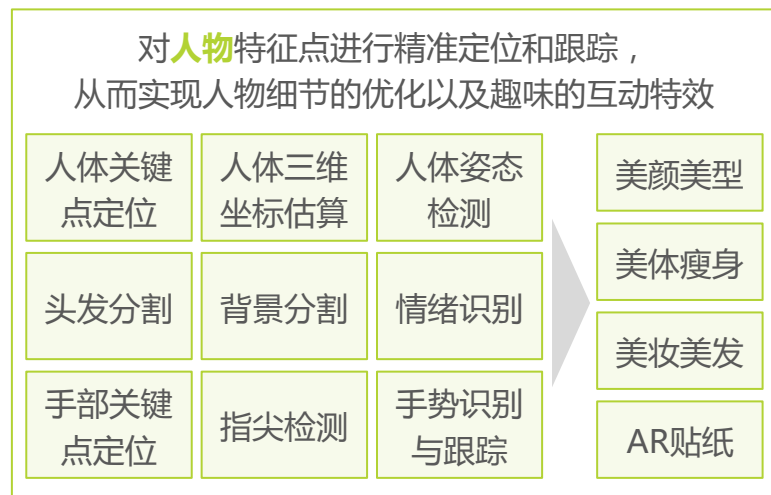 对人物特征点进行精准定位和跟踪，
从而实现人物细节的优化以及趣味的互动特效
人体关键
点定位
人体三维
坐标估算
人体姿态
检测
头发分割
背景分割
情绪识别
手部关键
点定位
指尖检测
手势识别
与跟踪
美颜美型
美体瘦身
美妆美发
AR贴纸